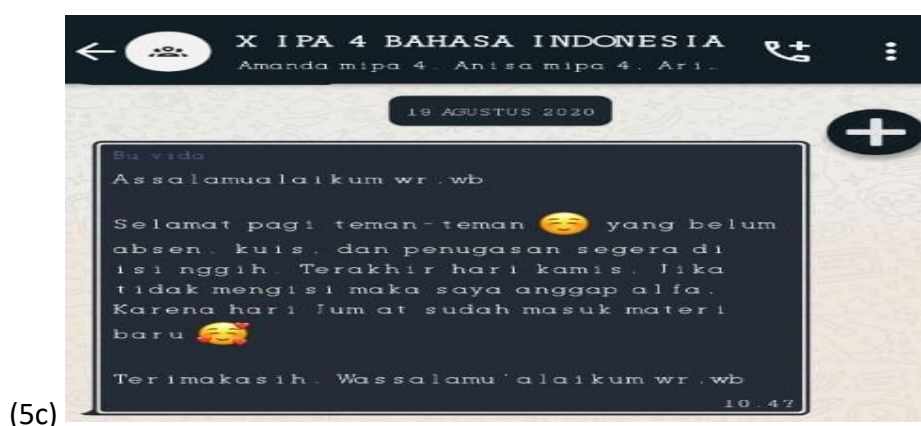 X IPA 4 BAHASA INDONESIA
Amanda mipa 4. Anisa mipa 4. Ari..
19 AGUSTUS 2020
Bu vida
Assalamualaikum wr.wb
Selamat pagi teman-teman ☺️ yang belum
absen. kuis. dan penugasan segera di
isi nggih. Terakhir hari kamis. Jika
tidak mengisi maka saya anggap alfa.
Karena hari Jum at sudah masuk materi
baru 🥰
Terimakasih. Wassalamu'alaikum wr.wb
10.47
(5c)